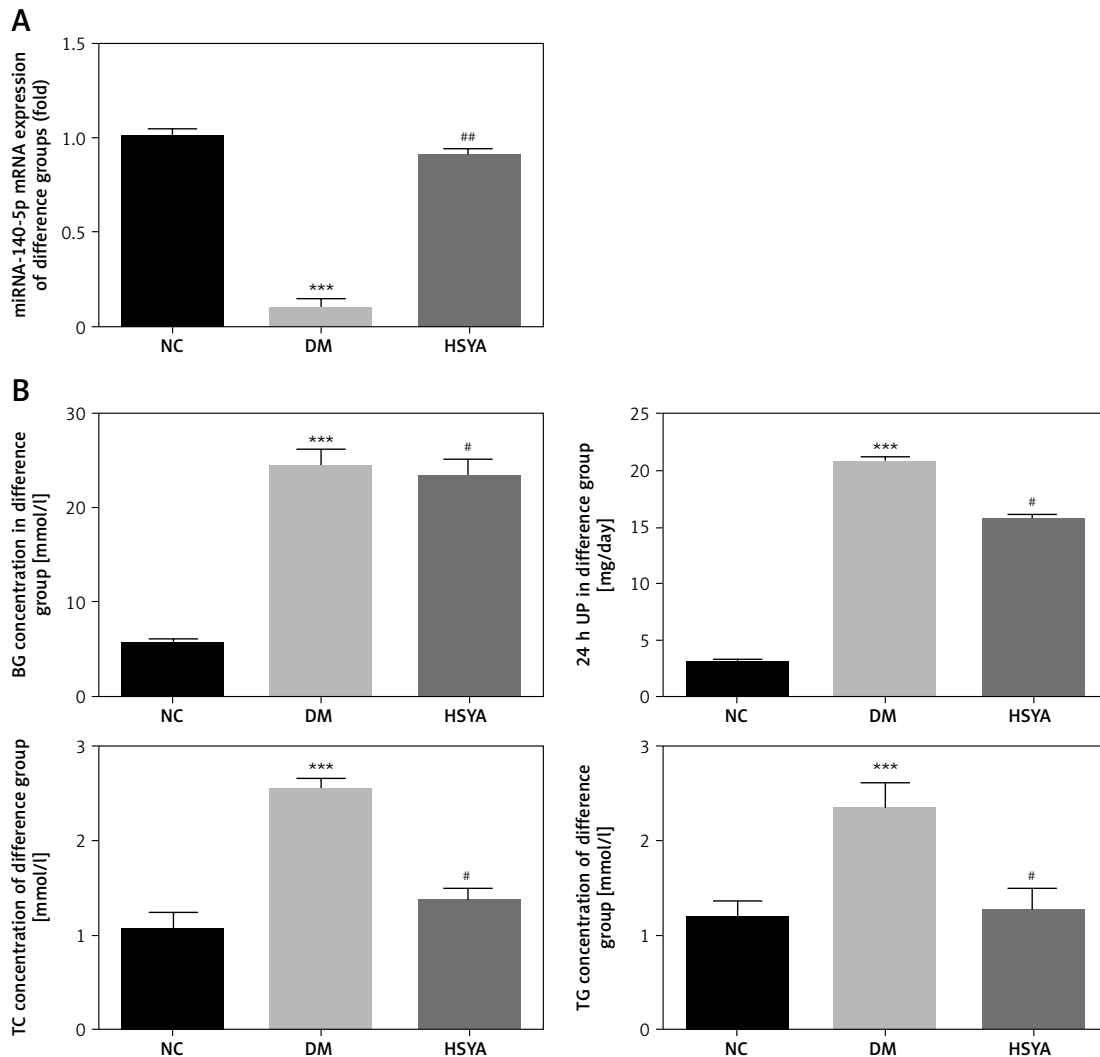 A
miRNA-140-5p mRNA expression
of difference groups (fold)
1.5
1.0
0.5
0
***
##
NC DM HSYA
B
BG concentration in difference
group [mmol/l]
30
20
10
0
***
#
NC DM HSYA
24 h UP in difference group
[mg/day]
25
20
15
10
5
0
***
#
NC DM HSYA
TC concentration of difference group
[mmol/l]
3
2
1
0
***
#
NC DM HSYA
TG concentration of difference
group [mmol/l]
3
2
1
0
***
#
NC DM HSYA